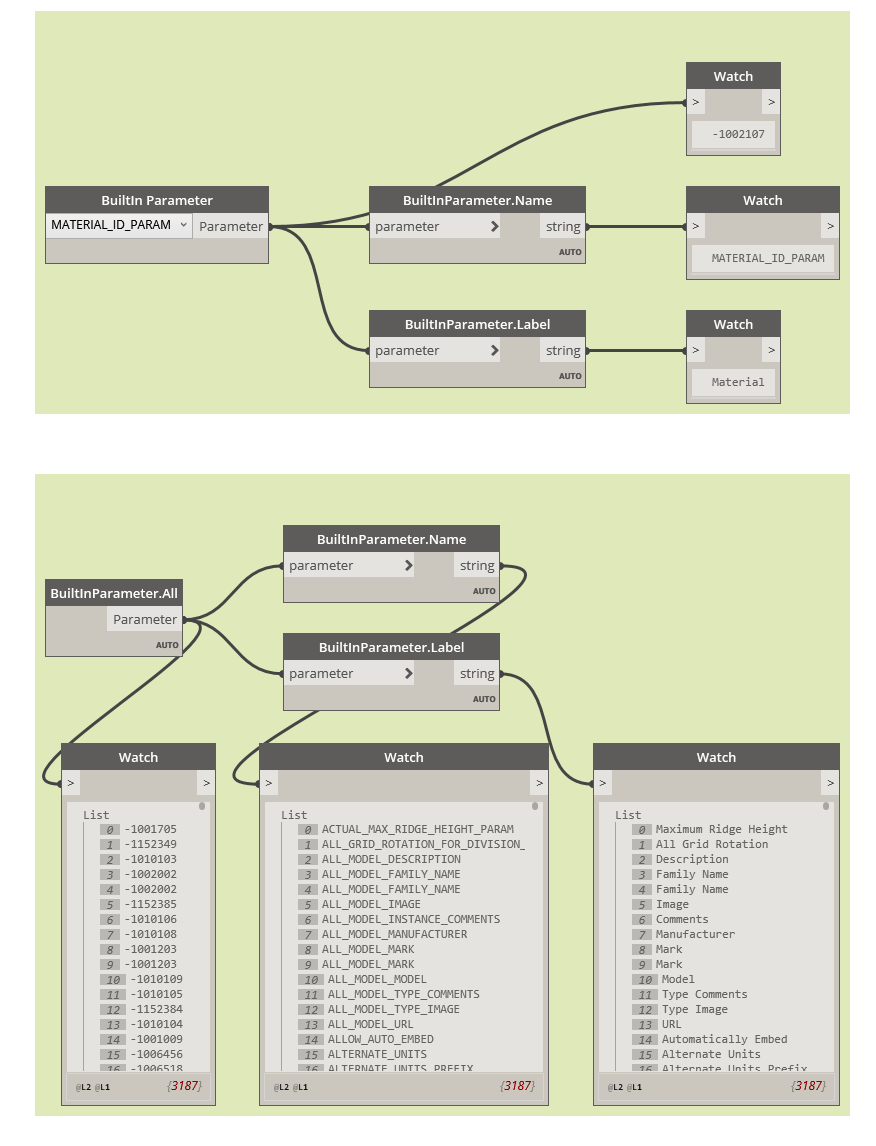 Watch
>
>
-1002107
BuiltIn Parameter
MATERIAL_ID_PARAM Parameter
BuiltInParameter.Name
parameter > string
AUTO
Watch
>
>
MATERIAL_ID_PARAM
BuiltInParameter.Label
parameter > string
AUTO
Watch
>
>
Material
BuiltInParameter.All
Parameter
AUTO
BuiltInParameter.Name
parameter > string
AUTO
BuiltInParameter.Label
parameter > string
AUTO
Watch
>
>
List
0 -1001705
1 -1152349
2 -1010103
3 -1002002
4 -1002002
5 -1152385
6 -1010106
7 -1010108
8 -1001203
9 -1001203
10 -1010109
11 -1010105
12 -1152384
13 -1010104
14 -1001009
15 -1006456
16 -1006518
@L2 @L1 {3187}
Watch
>
>
List
0 ACTUAL_MAX_RIDGE_HEIGHT_PARAM
1 ALL_GRID_ROTATION_FOR_DIVISION_
2 ALL_MODEL_DESCRIPTION
3 ALL_MODEL_FAMILY_NAME
4 ALL_MODEL_FAMILY_NAME
5 ALL_MODEL_IMAGE
6 ALL_MODEL_INSTANCE_COMMENTS
7 ALL_MODEL_MANUFACTURER
8 ALL_MODEL_MARK
9 ALL_MODEL_MARK
10 ALL_MODEL_MODEL
11 ALL_MODEL_TYPE_COMMENTS
12 ALL_MODEL_TYPE_IMAGE
13 ALL_MODEL_URL
14 ALLOW_AUTO_EMBED
15 ALTERNATE_UNITS
16 ALTERNATE_UNITS_PREFIX
@L2 @L1 {3187}
Watch
>
>
List
0 Maximum Ridge Height
1 All Grid Rotation
2 Description
3 Family Name
4 Family Name
5 Image
6 Comments
7 Manufacturer
8 Mark
9 Mark
10 Model
11 Type Comments
12 Type Image
13 URL
14 Automatically Embed
15 Alternate Units
16 Alternate Units Prefix
@L2 @L1 {3187}